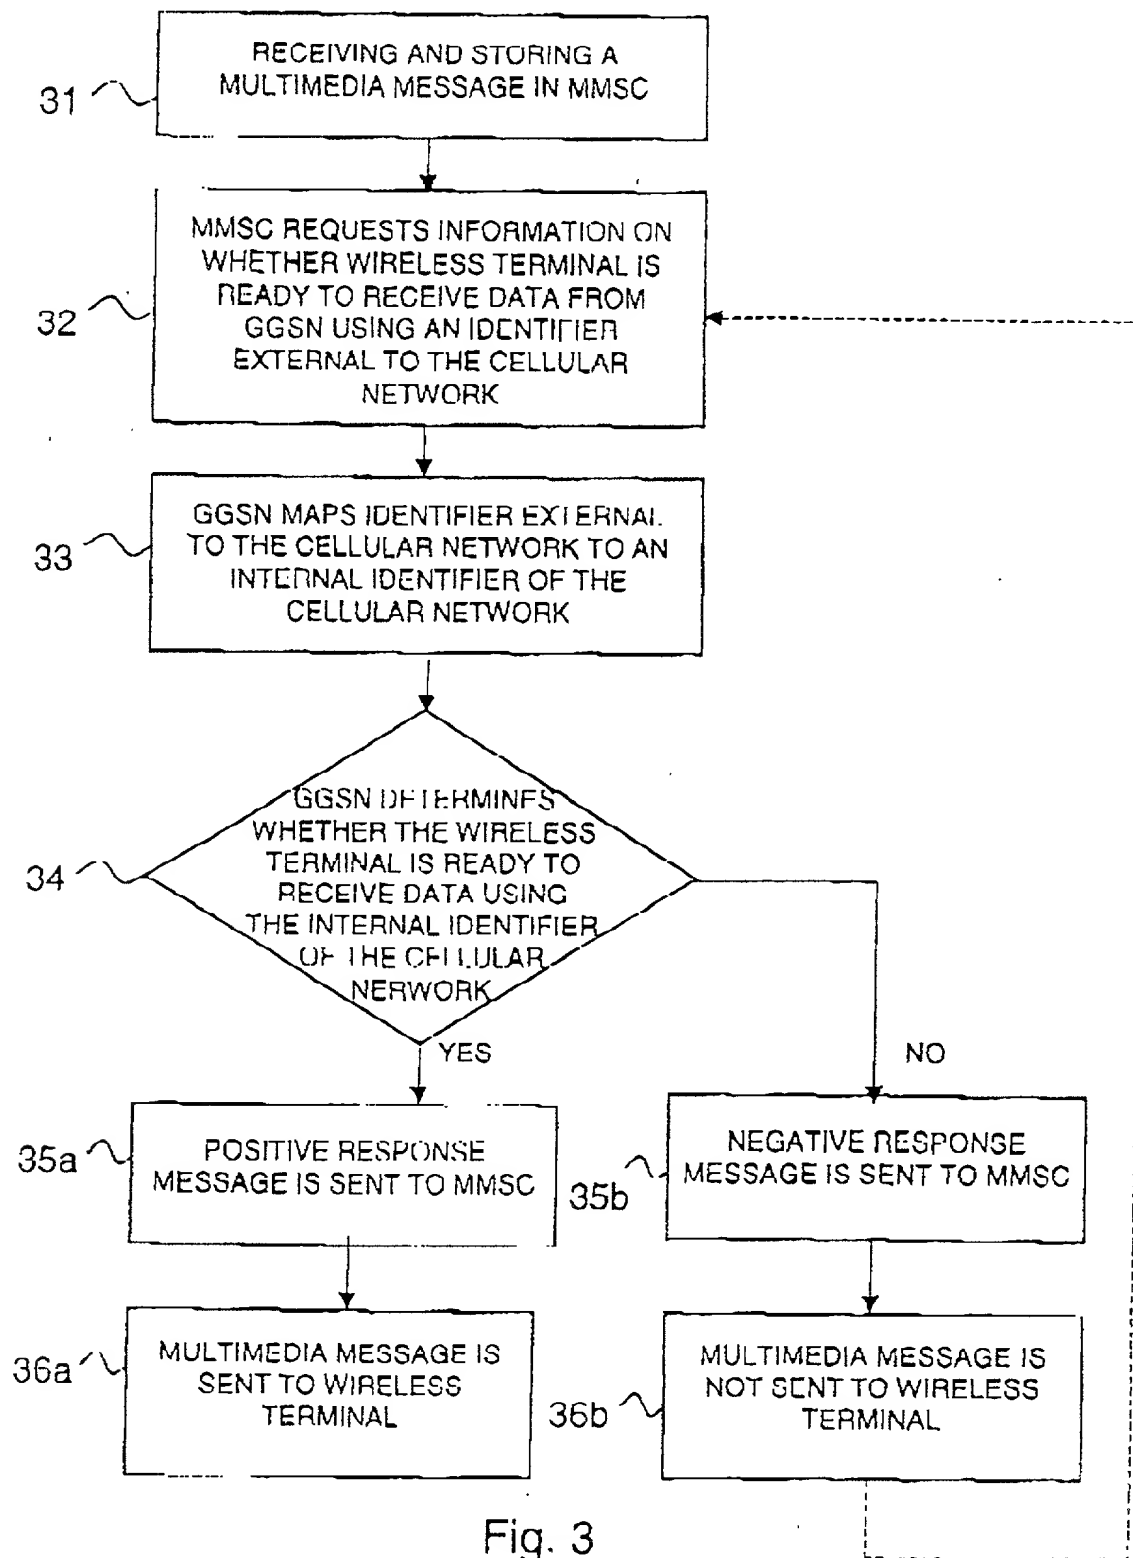 RECEIVING AND STORING A
MULTIMEDIA MESSAGE IN MMSC
31
MMSC REQUESTS INFORMATION ON
WHETHER WIRELESS TERMINAL IS
READY TO RECEIVE DATA FROM
GGSN USING AN IDENTIFIER
EXTERNAL TO THE CELLULAR
NETWORK
32
GGSN MAPS IDENTIFIER EXTERNAL
TO THE CELLULAR NETWORK TO AN
INTERNAL IDENTIFIER OF THE
CELLULAR NETWORK
33
GGSN DETERMINES
WHETHER THE WIRELESS
TERMINAL IS READY TO
RECEIVE DATA USING
THE INTERNAL IDENTIFIER
OF THE CELLULAR
NERWORK
34
YES
NO
POSITIVE RESPONSE
MESSAGE IS SENT TO MMSC
35a
NEGATIVE RESPONSE
MESSAGE IS SENT TO MMSC
35b
MULTIMEDIA MESSAGE IS
SENT TO WIRELESS
TERMINAL
36a
MULTIMEDIA MESSAGE IS
NOT SENT TO WIRELESS
TERMINAL
36b
Fig. 3